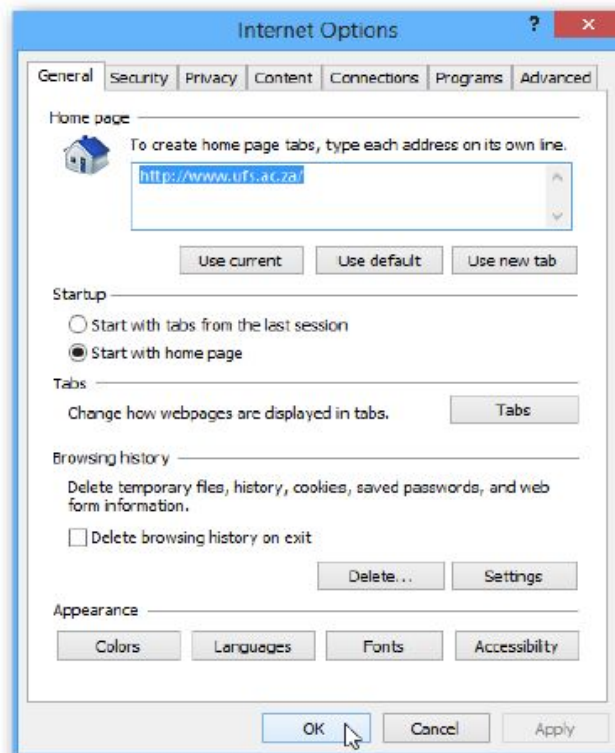 Internet Options
?
General Security Privacy Content Connections Programs Advanced
Home page
To create home page tabs, type each address on its own line.
http://www.ufs.ac.za/
Use current Use default Use new tab
Startup
Start with tabs from the last session
Start with home page
Tabs
Change how webpages are displayed in tabs. Tabs
Browsing history
Delete temporary files, history, cookies, saved passwords, and web
form information.
Delete browsing history on exit
Delete... Settings
Appearance
Colors Languages Fonts Accessibility
OK Cancel Apply